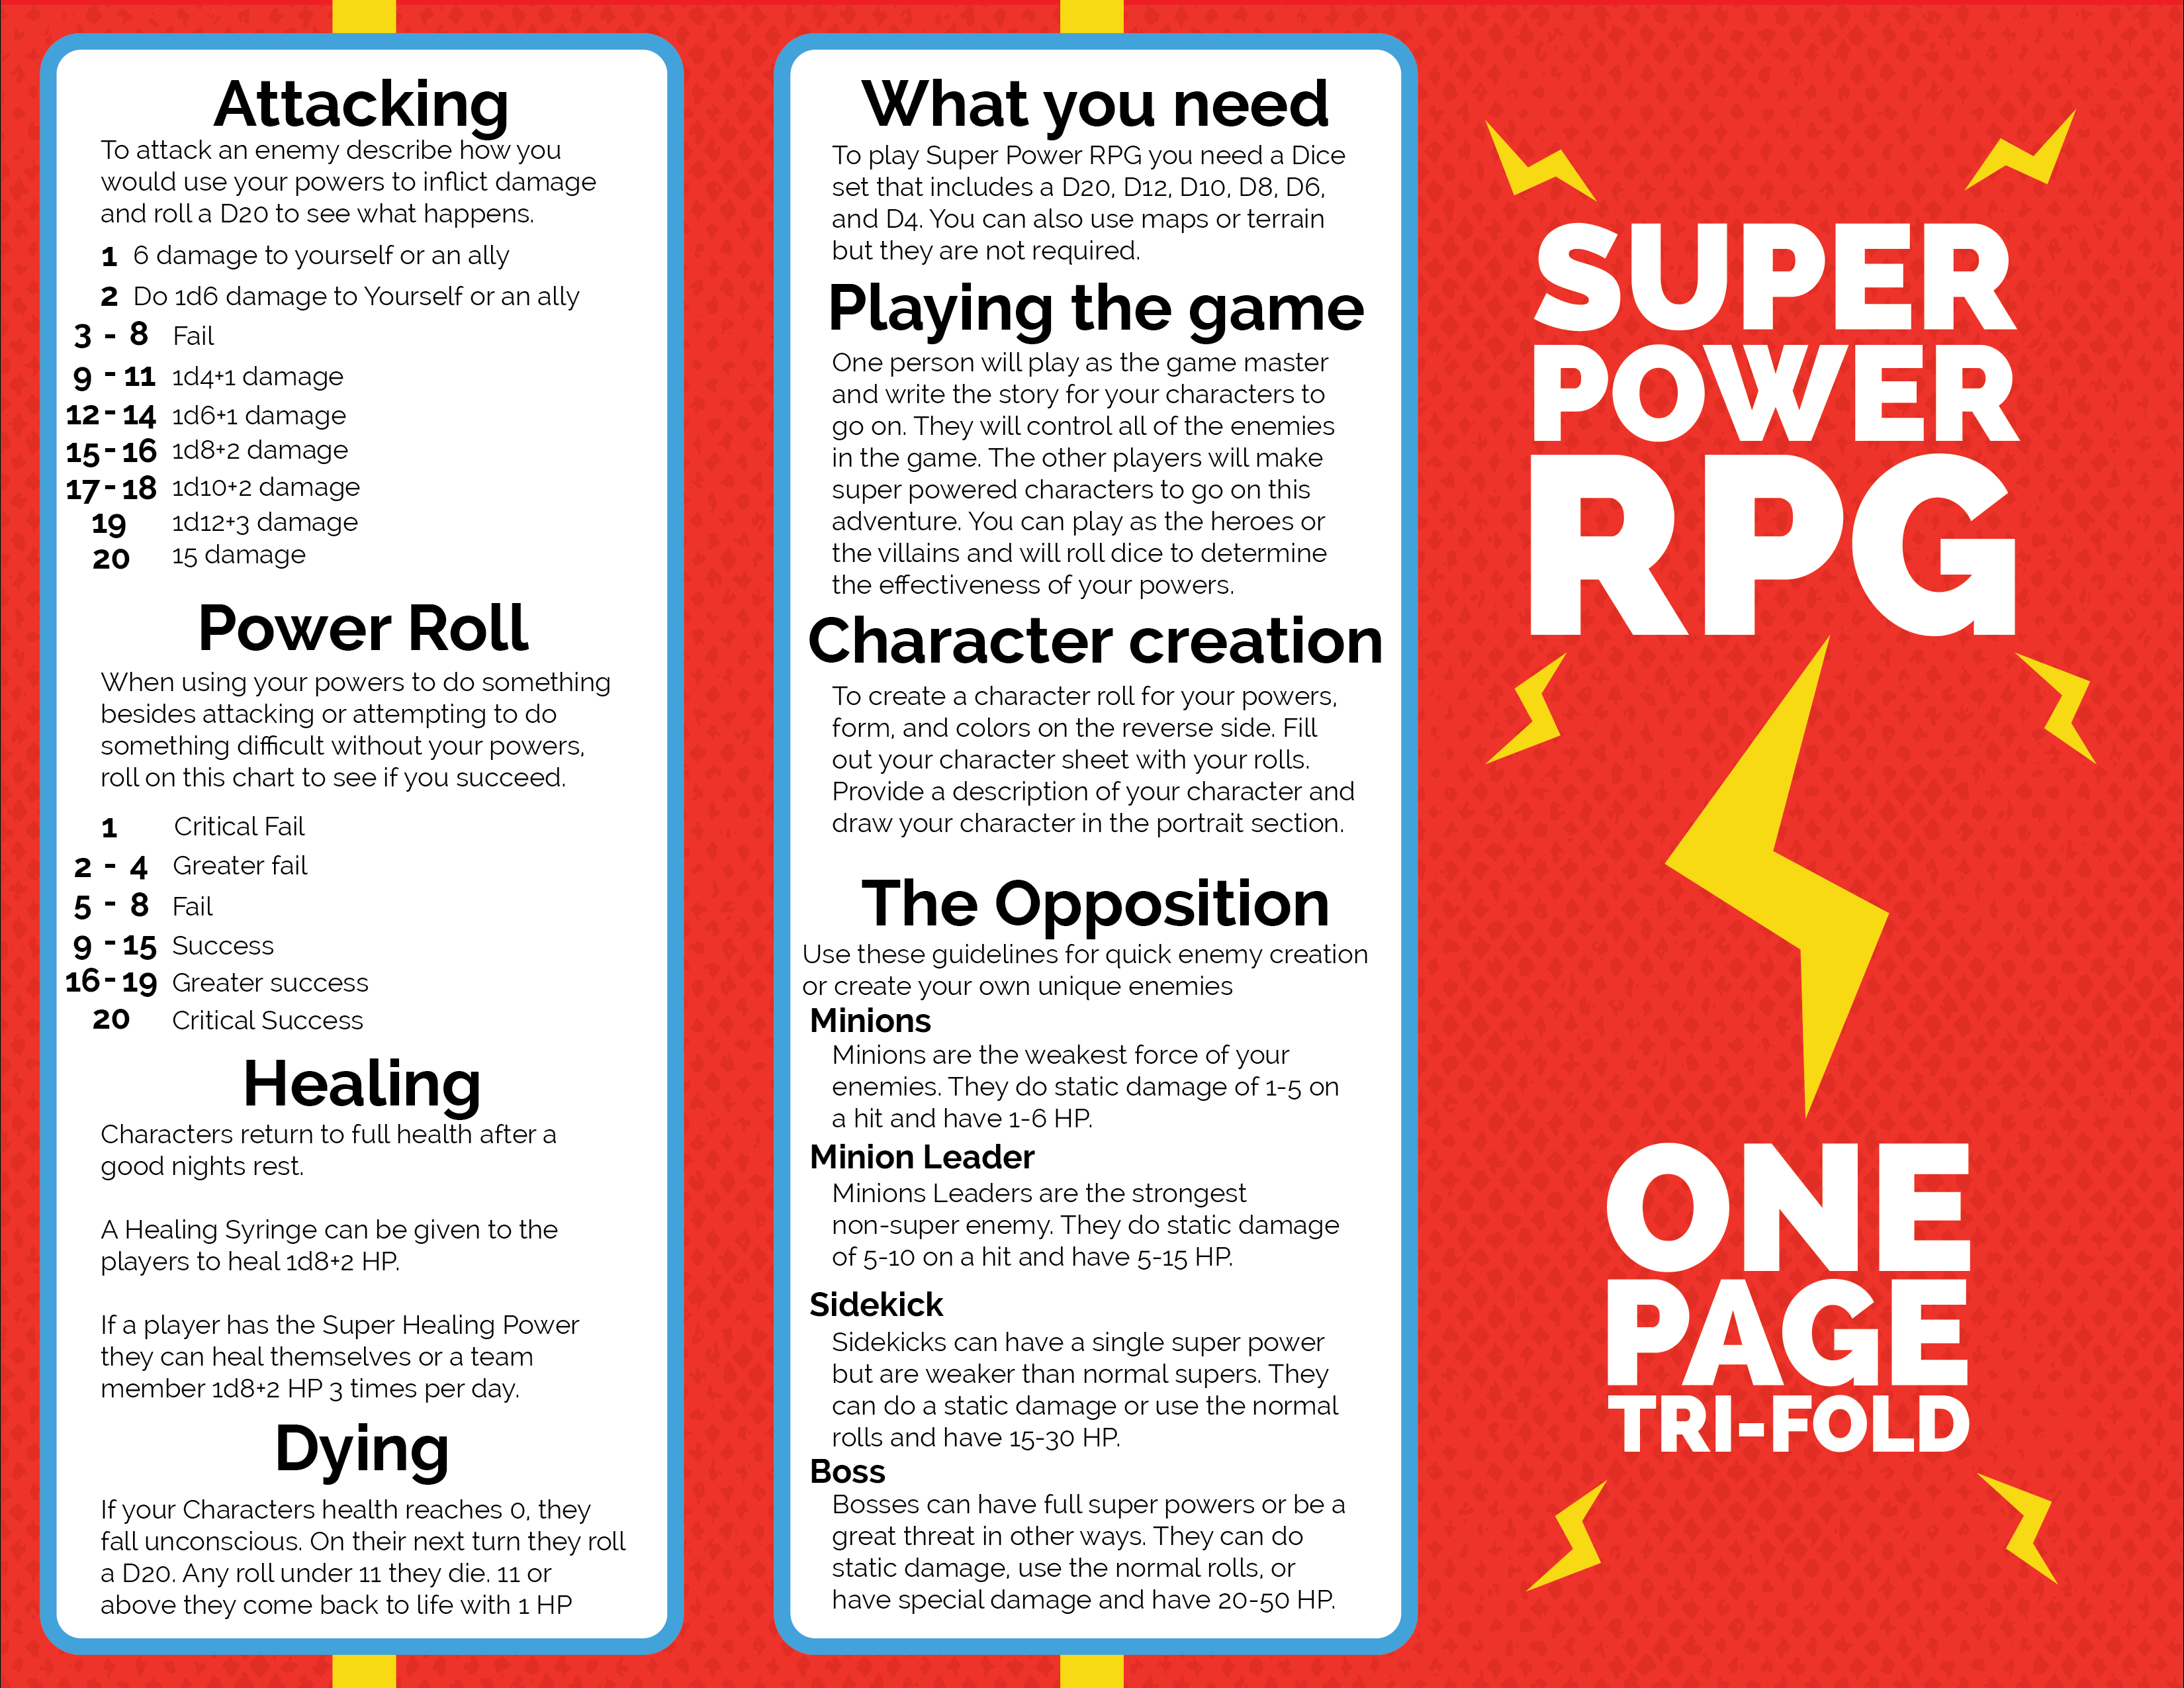 Attacking
To attack an enemy describe how you
would use your powers to inflict damage
and roll a D20 to see what happens.
1 6 damage to yourself or an ally
2 Do 1d6 damage to Yourself or an ally
3 - 8 Fail
9 - 11 1d4+1 damage
12 - 14 1d6+1 damage
15 - 16 1d8+2 damage
17 - 18 1d10+2 damage
19 1d12+3 damage
20 15 damage
Power Roll
When using your powers to do something
besides attacking or attempting to do
something difficult without your powers,
roll on this chart to see if you succeed.
1 Critical Fail
2 - 4 Greater fail
5 - 8 Fail
9 - 15 Success
16 - 19 Greater success
20 Critical Success
Healing
Characters return to full health after a
good nights rest.
A Healing Syringe can be given to the
players to heal 1d8+2 HP.
If a player has the Super Healing Power
they can heal themselves or a team
member 1d8+2 HP 3 times per day.
Dying
If your Characters health reaches 0, they
fall unconscious. On their next turn they roll
a D20. Any roll under 11 they die. 11 or
above they come back to life with 1 HP
What you need
To play Super Power RPG you need a Dice
set that includes a D20, D12, D10, D8, D6,
and D4. You can also use maps or terrain
but they are not required.
Playing the game
One person will play as the game master
and write the story for your characters to
go on. They will control all of the enemies
in the game. The other players will make
super powered characters to go on this
adventure. You can play as the heroes or
the villains and will roll dice to determine
the effectiveness of your powers.
Character creation
To create a character roll for your powers,
form, and colors on the reverse side. Fill
out your character sheet with your rolls.
Provide a description of your character and
draw your character in the portrait section.
The Opposition
Use these guidelines for quick enemy creation
or create your own unique enemies
Minions
Minions are the weakest force of your
enemies. They do static damage of 1-5 on
a hit and have 1-6 HP.
Minion Leader
Minions Leaders are the strongest
non-super enemy. They do static damage
of 5-10 on a hit and have 5-15 HP.
Sidekick
Sidekicks can have a single super power
but are weaker than normal supers. They
can do a static damage or use the normal
rolls and have 15-30 HP.
Boss
Bosses can have full super powers or be a
great threat in other ways. They can do
static damage, use the normal rolls, or
have special damage and have 20-50 HP.
SUPER
POWER
RPG
ONE
PAGE
TRI-FOLD